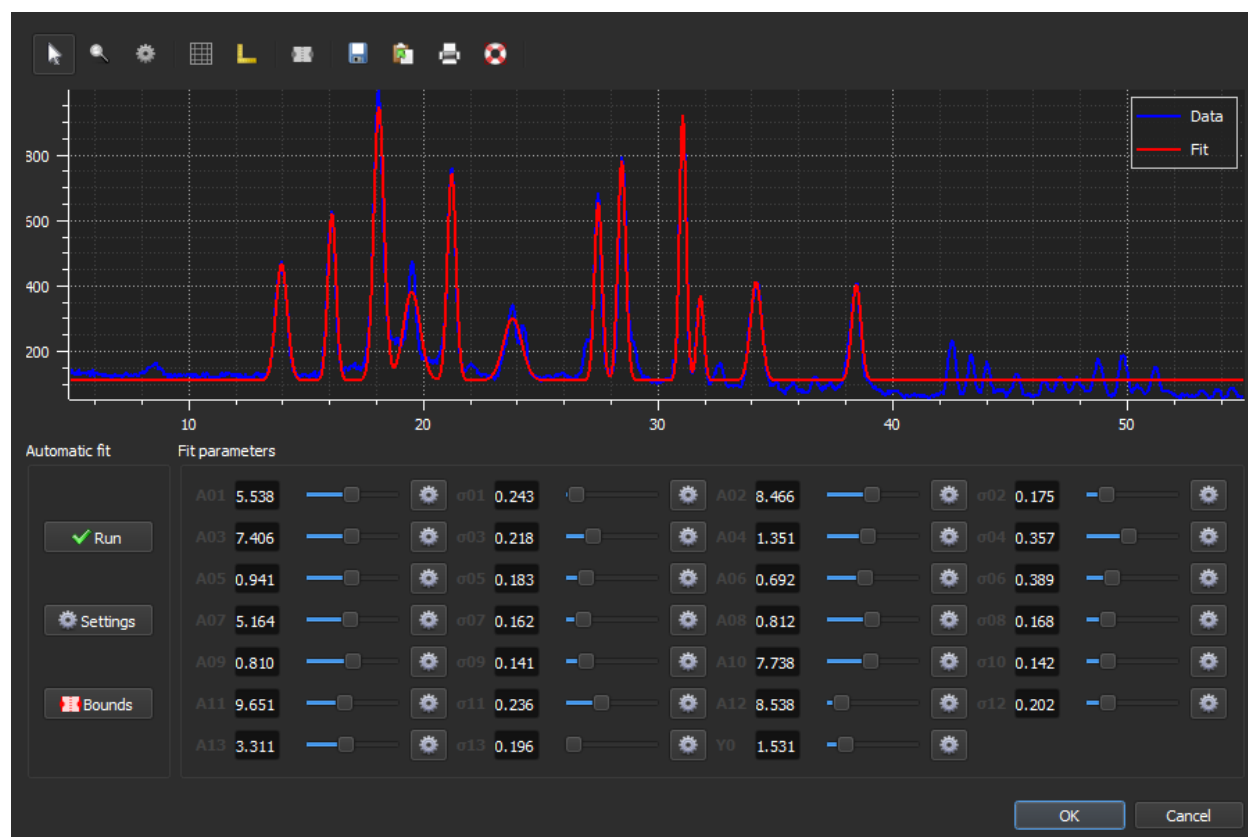 Data
Fit
800
600
400
200
10 20 30 40 50
Automatic fit Fit parameters
A01 5.538 σ01 0.243 A02 8.466 σ02 0.175
Run A03 7.406 σ03 0.218 A04 1.351 σ04 0.357
A05 0.941 σ05 0.183 A06 0.692 σ06 0.389
Settings A07 5.164 σ07 0.162 A08 0.812 σ08 0.168
A09 0.810 σ09 0.141 A10 7.738 σ10 0.142
Bounds A11 9.651 σ11 0.236 A12 8.538 σ12 0.202
A13 3.311 σ13 0.196 Y0 1.531
OK Cancel